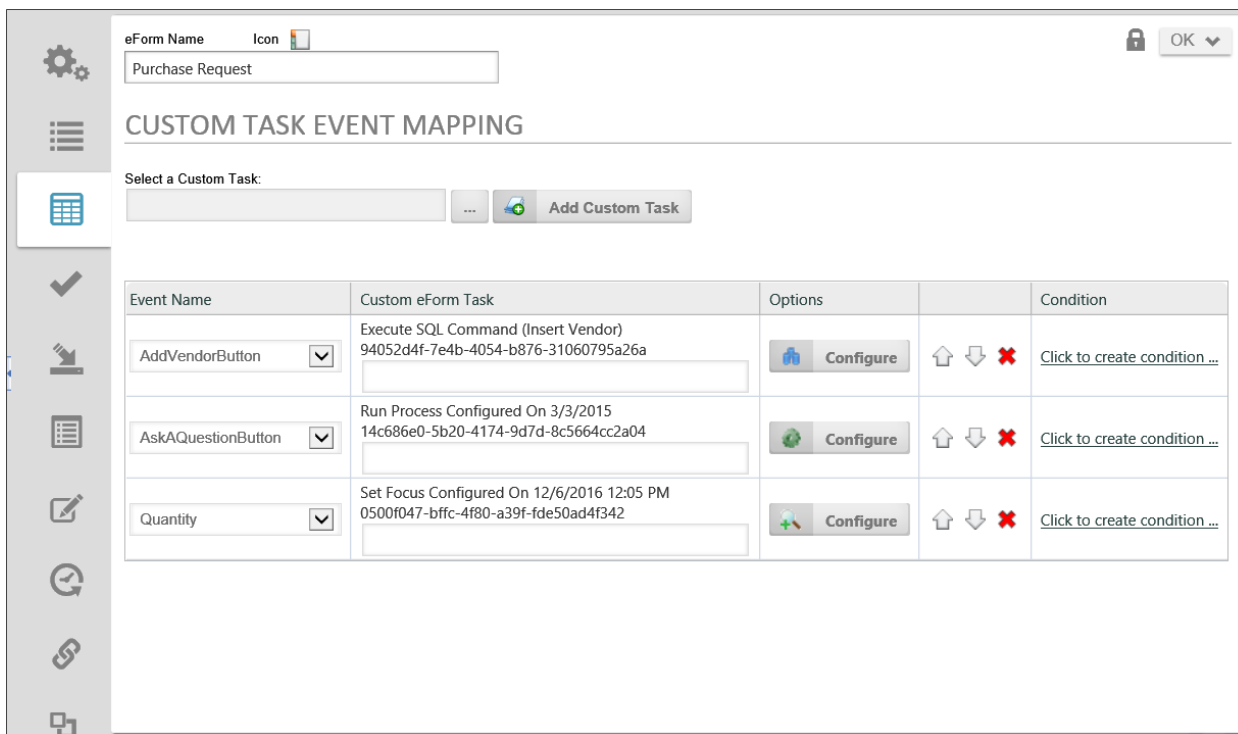 eForm Name Icon
OK
Purchase Request
CUSTOM TASK EVENT MAPPING
Select a Custom Task:
... Add Custom Task
Event Name Custom eForm Task Options Condition
Execute SQL Command (Insert Vendor)
94052d4f-7e4b-4054-b876-31060795a26a
AddVendorButton Configure Click to create condition ...
Run Process Configured On 3/3/2015
14c686e0-5b20-4174-9d7d-8c5664cc2a04
AskAQuestionButton Configure Click to create condition ...
Set Focus Configured On 12/6/2016 12:05 PM
0500f047-bffc-4f80-a39f-fde50ad4f342
Quantity Configure Click to create condition ...